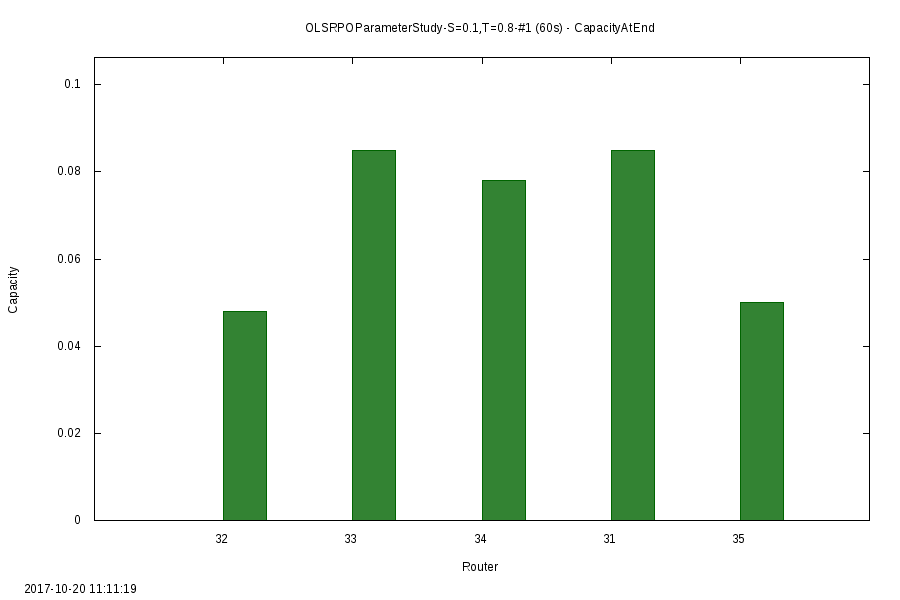 OLSRPOParameterStudy-S=0.1,T=0.8-#1 (60s) - CapacityAtEnd
0.1
0.08
0.06
0.04
0.02
0
Capacity
32 33 34 31 35
Router
2017-10-20 11:11:19